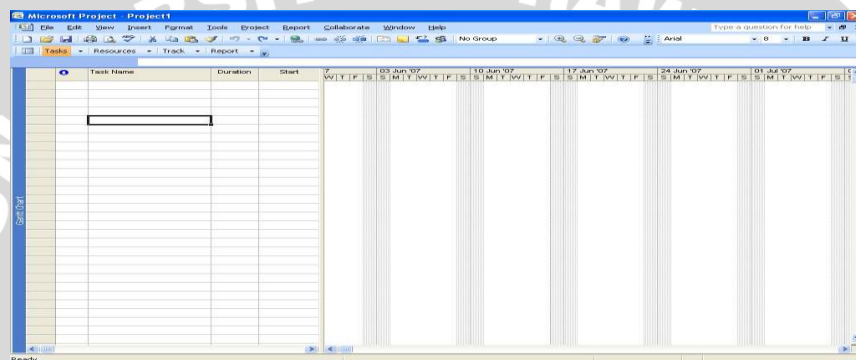 Microsoft Project - Project1
File Edit View Insert Format Tools Project Report Collaborate Window Help
Type a question for help
No Group Arial 8 B I U
Tasks Resources Track Report
Task Name Duration Start
7 03 Jun '07 10 Jun '07 17 Jun '07 24 Jun '07 01 Jul '07
W T F S S M T W T F S S M T W T F S S M T W T F S S M T W T F S S M T W T F S S
Gantt Chart
Ready